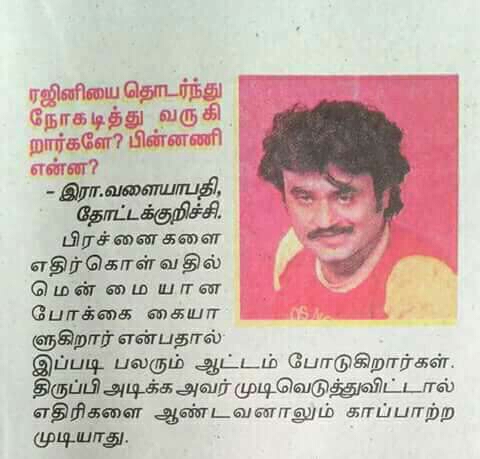 ரஜினியை தொடர்ந்து
நோகடித்து வருகி
றார்களே? பின்னணி
என்ன?
– இரா.வளையாபதி,
தோட்டக்குறிச்சி.
பிரச்னைகளை
எதிர்கொள்வதில்
மென்மையான
போக்கை கையா
ளுகிறார் என்பதால்
இப்படி பலரும் ஆட்டம் போடுகிறார்கள்.
திருப்பி அடிக்க அவர் முடிவெடுத்துவிட்டால்
எதிரிகளை ஆண்டவனாலும் காப்பாற்ற
முடியாது.